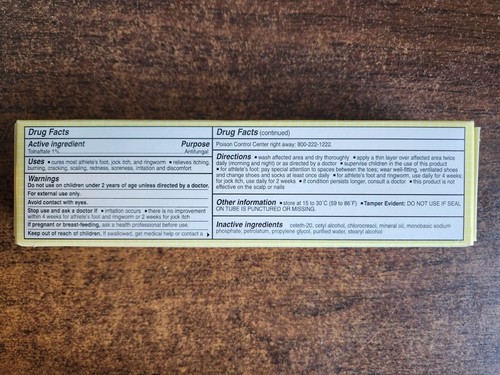 Drug Facts
Active ingredient Purpose
Tolnaftate 1% Antifungal
Uses ▪ cures most athlete's foot, jock itch, and ringworm ▪ relieves itching,
burning, cracking, scaling, redness, soreness, irritation and discomfort
Warnings
Do not use on children under 2 years of age unless directed by a doctor.
For external use only.
Avoid contact with eyes.
Stop use and ask a doctor if ▪ irritation occurs ▪ there is no improvement
within 4 weeks for athlete's foot and ringworm or 2 weeks for jock itch
If pregnant or breast-feeding, ask a health professional before use.
Keep out of reach of children. If swallowed, get medical help or contact a ▶
Drug Facts (continued)
Poison Control Center right away: 800-222-1222.
Directions ▪ wash affected area and dry thoroughly ▪ apply a thin layer over affected area twice
daily (morning and night) or as directed by a doctor ▪ supervise children in the use of this product
▪ for athlete's foot: pay special attention to spaces between the toes; wear well-fitting, ventilated shoes
and change shoes and socks at least once daily ▪ for athlete's foot and ringworm, use daily for 4 weeks;
for jock itch, use daily for 2 weeks ▪ if condition persists longer, consult a doctor ▪ this product is not
effective on the scalp or nails
Other information ▪ store at 15 to 30˚C (59 to 86˚F) ▪ Tamper Evident: DO NOT USE IF SEAL
ON TUBE IS PUNCTURED OR MISSING.
Inactive ingredients ceteth-20, cetyl alcohol, chlorocresol, mineral oil, monobasic sodium
phosphate, petrolatum, propylene glycol, purified water, stearyl alcohol